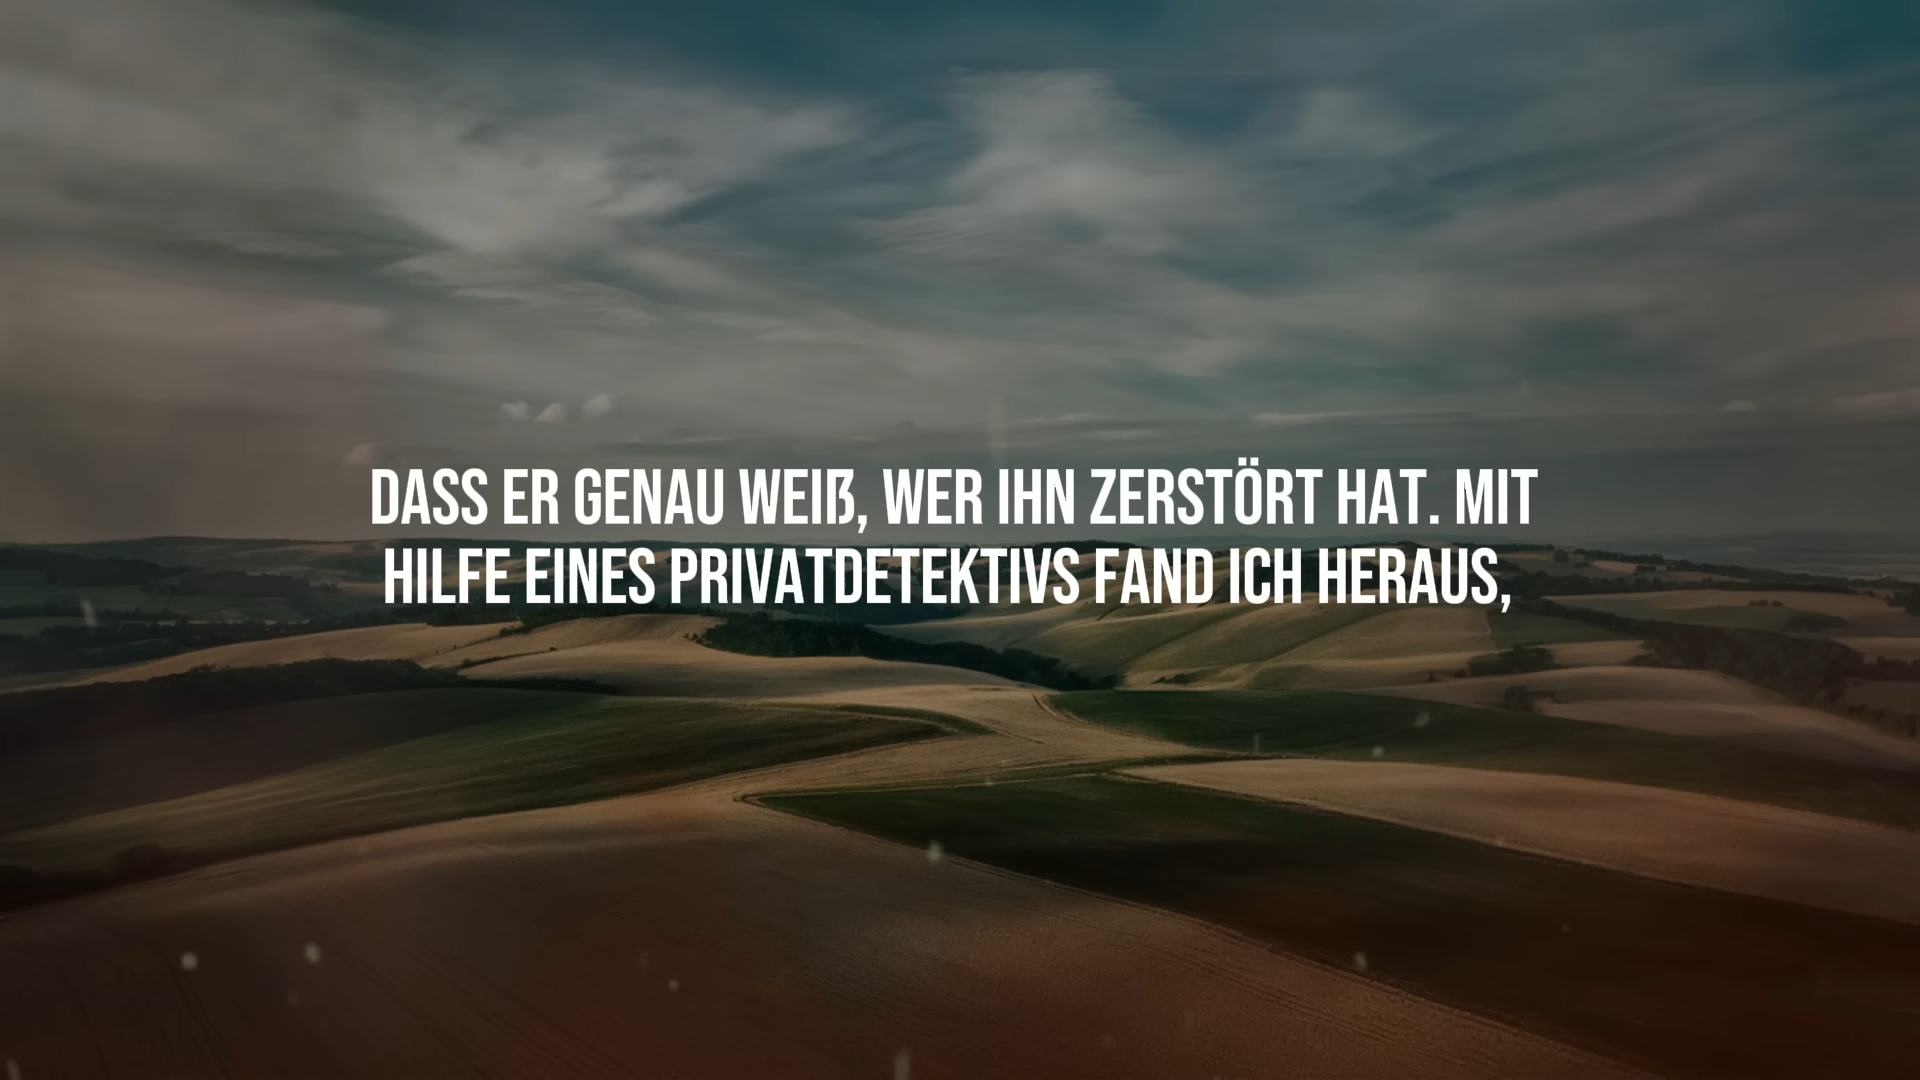 DASS ER GENAU WEIß, WER IHN ZERSTÖRT HAT. MIT
HILFE EINES PRIVATDETEKTIVS FAND ICH HERAUS,